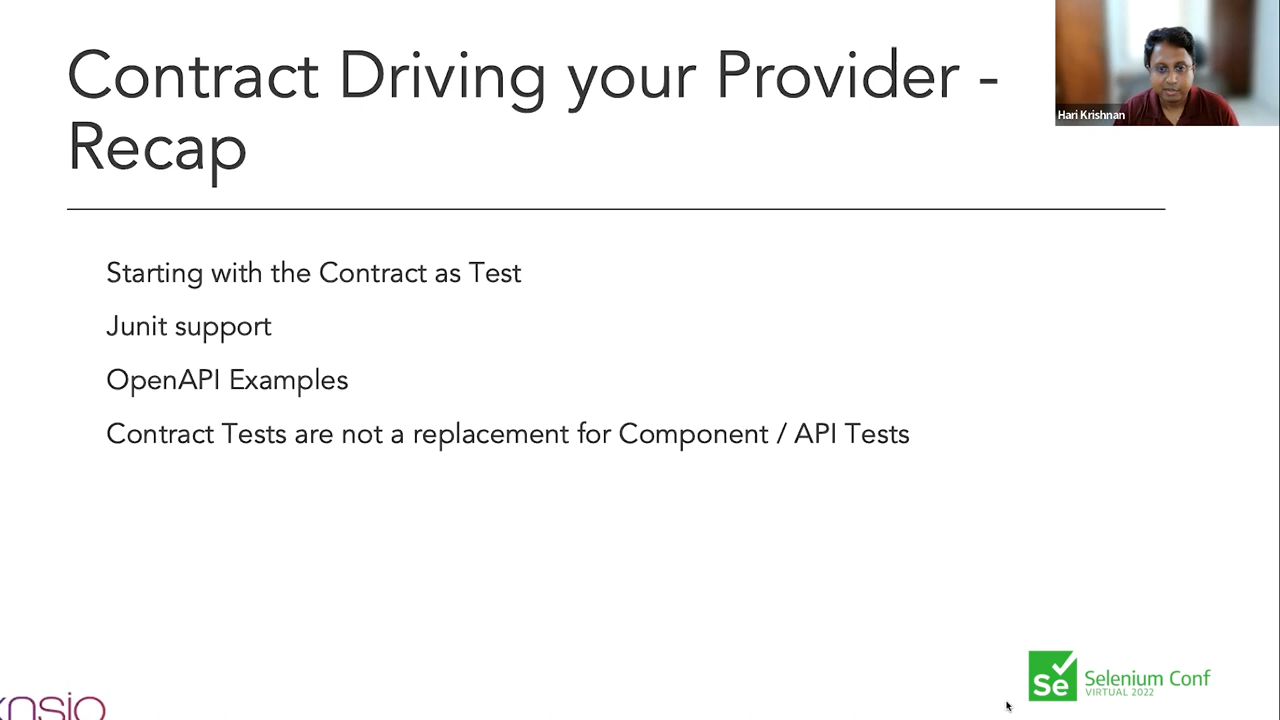 Contract Driving your Provider -
Recap
Hari Krishnan
Starting with the Contract as Test
Junit support
OpenAPI Examples
Contract Tests are not a replacement for Component / API Tests
Se
Selenium Conf
VIRTUAL 2022